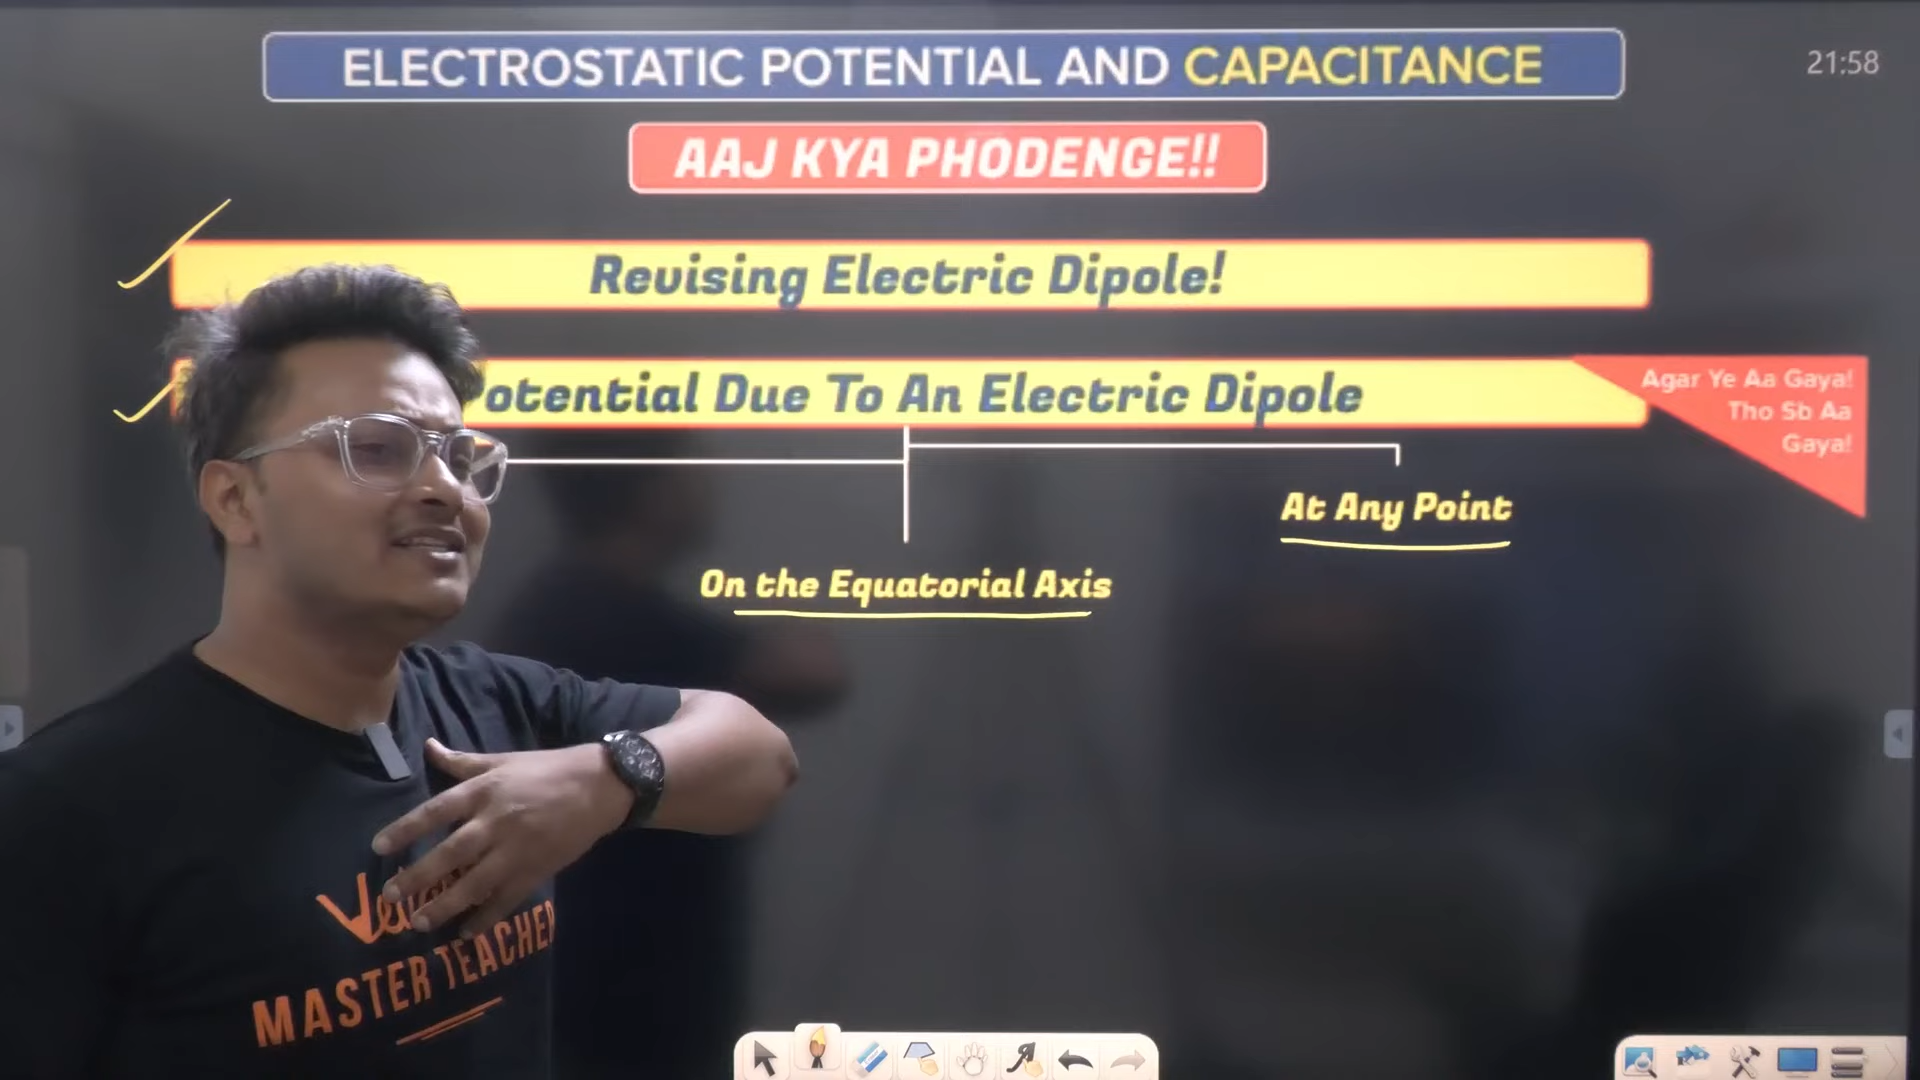 ELECTROSTATIC POTENTIAL AND CAPACITANCE
21:58
AAJ KYA PHODENGE!!
Revising Electric Dipole!
Potential Due To An Electric Dipole
Agar Ye Aa Gaya!
Tho Sb Aa
Gaya!
At Any Point
On the Equatorial Axis
MASTER TEACHER